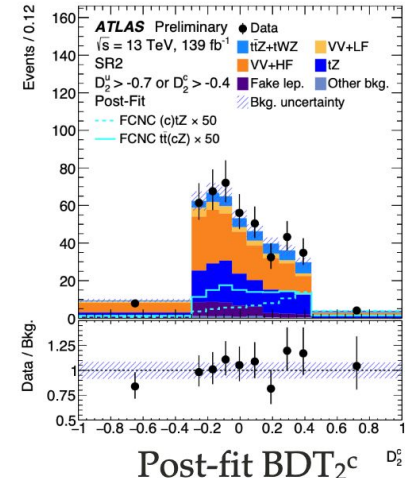 Events / 0.12
160
140
120
100
80
60
40
20
0
ATLAS Preliminary
√s = 13 TeV, 139 fb⁻¹
SR2
D₂ᵘ > -0.7 or D₂ᶜ > -0.4
Post-Fit
FCNC (c)tZ × 50
FCNC tt̄(cZ) × 50
Data
tt̄Z+tWZ
VV+LF
VV+HF
tZ
Fake lep.
Other bkg.
Bkg. uncertainty
Data / Bkg.
1.25
1
0.75
0.5
−1 −0.8 −0.6 −0.4 −0.2 0 0.2 0.4 0.6 0.8 1
D₂ᶜ
Post-fit BDT₂ᶜ